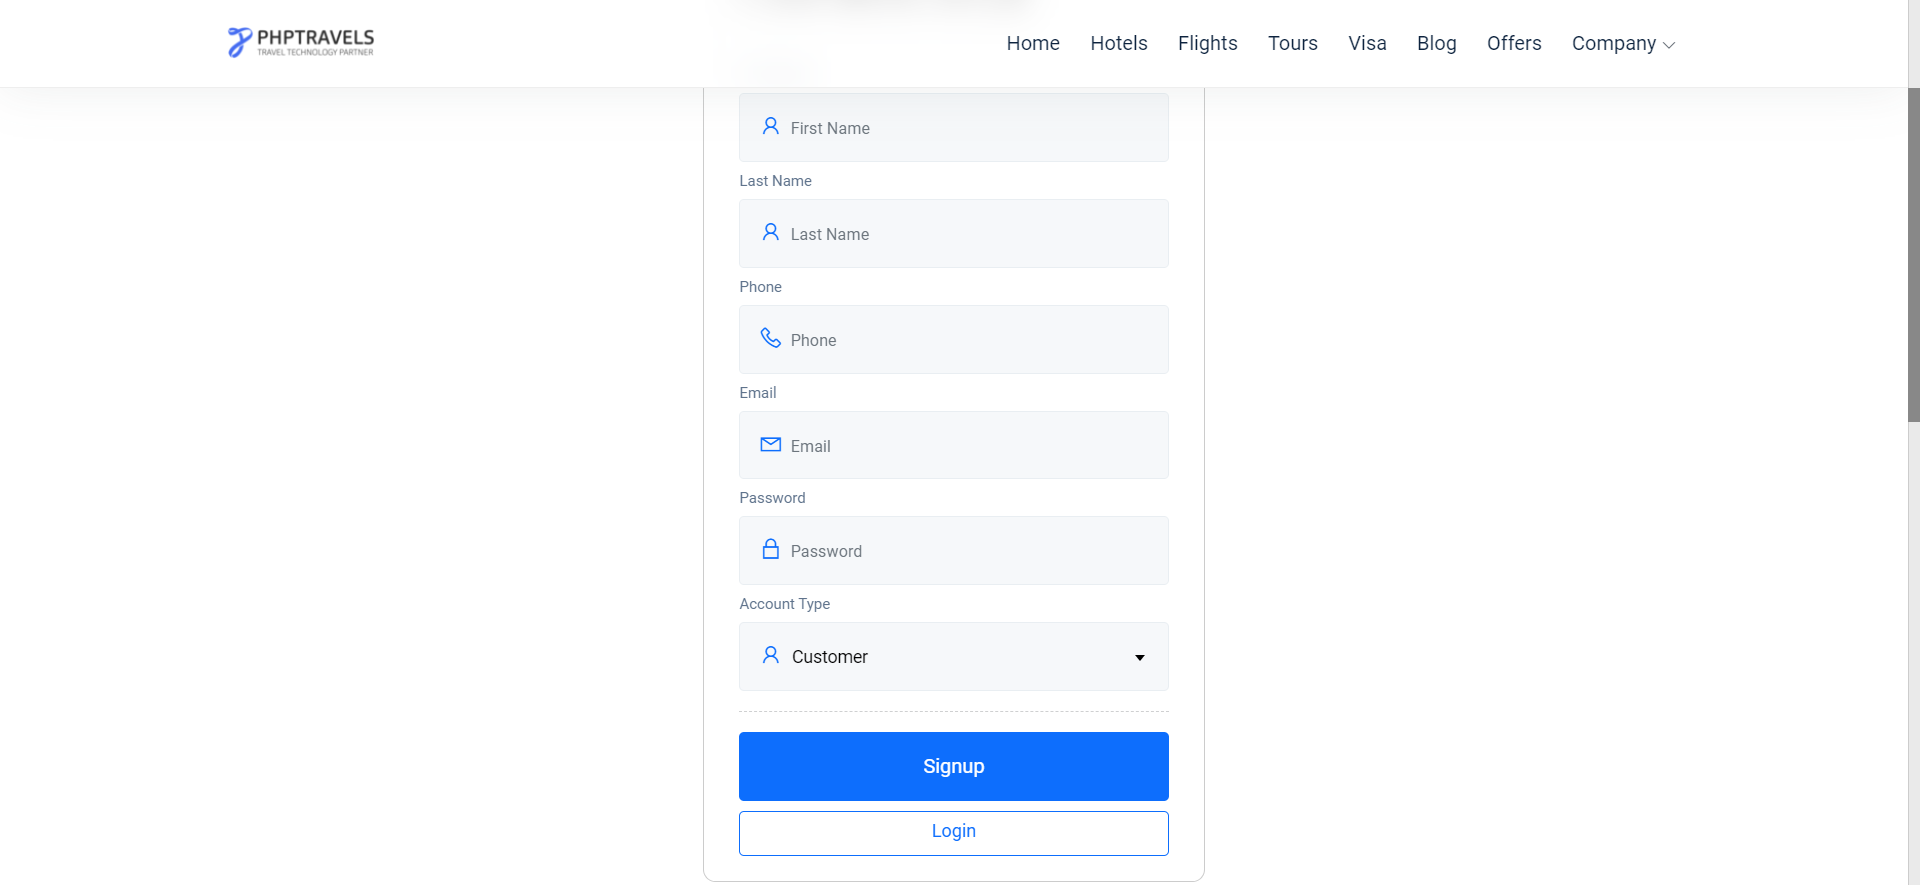 PHPTRAVELS
TRAVEL TECHNOLOGY PARTNER
Home Hotels Flights Tours Visa Blog Offers Company
First Name
Last Name
Last Name
Phone
Phone
Email
Email
Password
Password
Account Type
Customer
Signup
Login